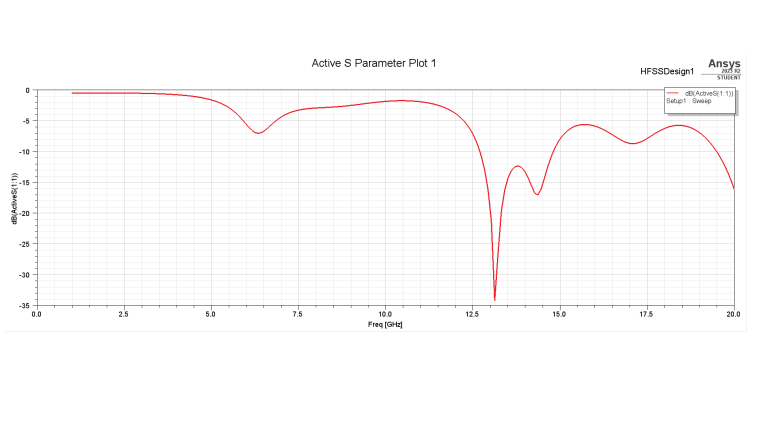 Active S Parameter Plot 1
HFSSDesign1
Ansys
2023 R2
STUDENT
dB(ActiveS(1:1))
Setup1 : Sweep
dB(ActiveS(1:1))
0
-5
-10
-15
-20
-25
-30
-35
0.0 2.5 5.0 7.5 10.0 12.5 15.0 17.5 20.0
Freq [GHz]